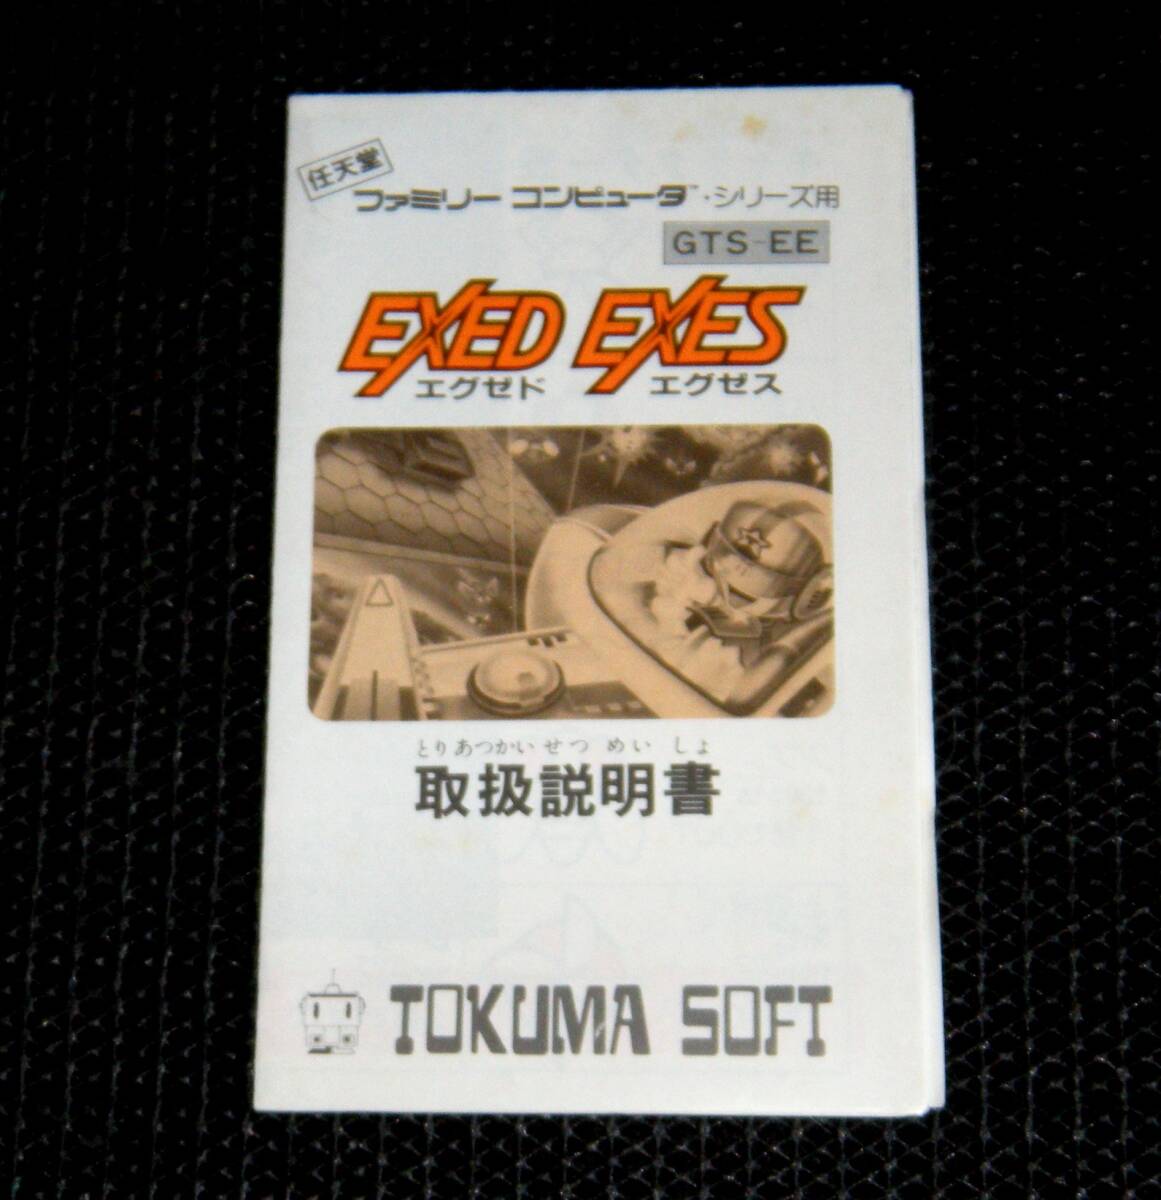 任天堂
ファミリー コンピュータ™・シリーズ用
GTS-EE
EXED EXES
エグゼド エグゼス
とりあつかいせつめいしょ
取扱説明書
TOKUMA SOFT